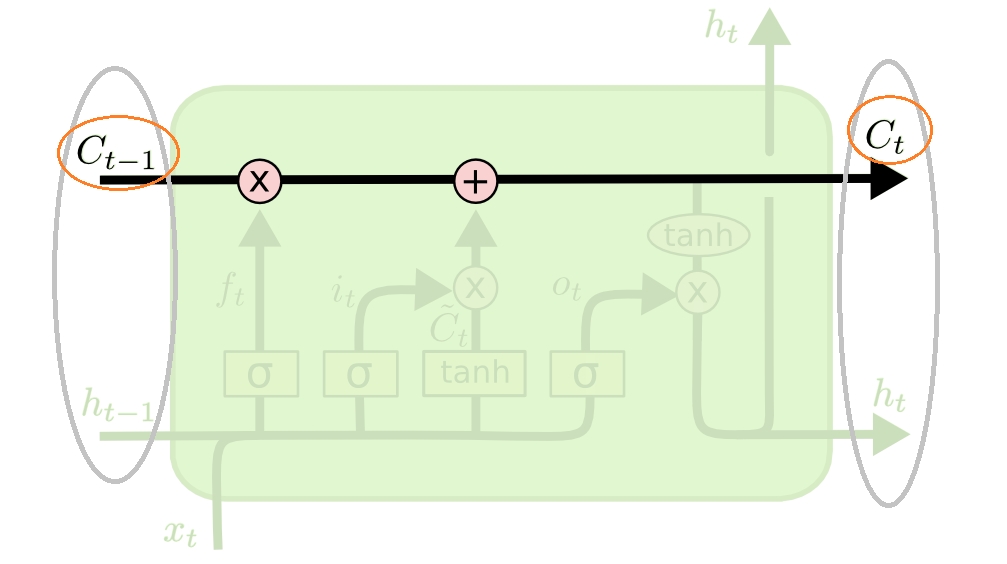 h_t
C_{t-1}
C_t
x
+
tanh
f_t
i_t
x
o_t
x
\tilde{C}_t
σ
σ
tanh
σ
h_{t-1}
h_t
x_t